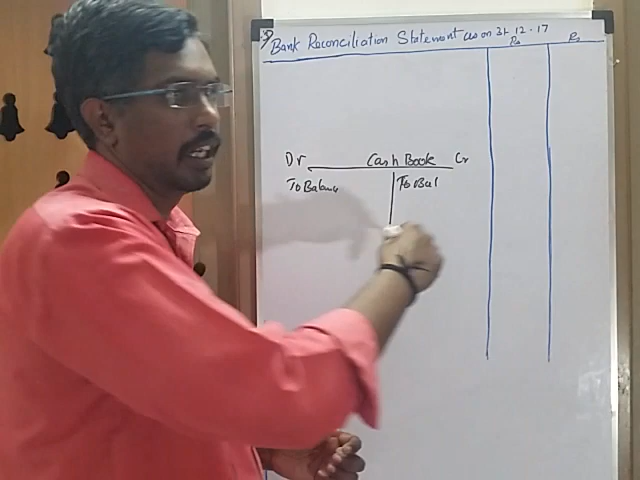 Bank Reconciliation Statement as on 31-12-17
Rs Rs
Dr Cash Book Cr
To Balance To Bal